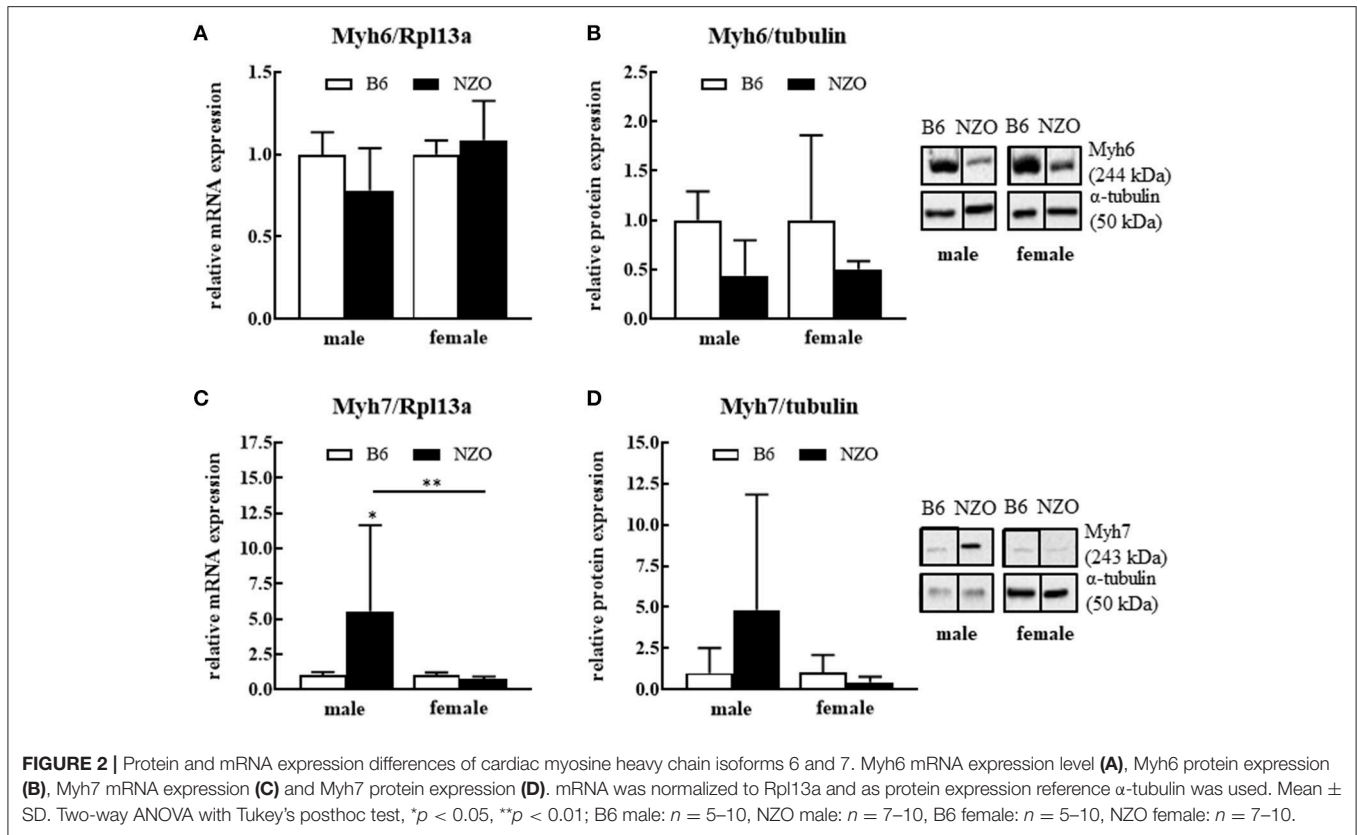 A
Myh6/Rpl13a
B6 NZO
relative mRNA expression
1.5
1.0
0.5
0.0
male female
B
Myh6/tubulin
B6 NZO
relative protein expression
2.5
2.0
1.5
1.0
0.5
0.0
male female
B6 NZO B6 NZO
Myh6
(244 kDa)
α-tubulin
(50 kDa)
male female
C
Myh7/Rpl13a
B6 NZO
relative mRNA expression
17.5
15.0
12.5
10.0
7.5
5.0
2.5
0.0
**
*
male female
D
Myh7/tubulin
B6 NZO
relative protein expression
15.0
12.5
10.0
7.5
5.0
2.5
0.0
male female
B6 NZO B6 NZO
Myh7
(243 kDa)
α-tubulin
(50 kDa)
male female
FIGURE 2 | Protein and mRNA expression differences of cardiac myosine heavy chain isoforms 6 and 7. Myh6 mRNA expression level (A), Myh6 protein expression
(B), Myh7 mRNA expression (C) and Myh7 protein expression (D). mRNA was normalized to Rpl13a and as protein expression reference α-tubulin was used. Mean ±
SD. Two-way ANOVA with Tukey's posthoc test, *p < 0.05, **p < 0.01; B6 male: n = 5–10, NZO male: n = 7–10, B6 female: n = 5–10, NZO female: n = 7–10.